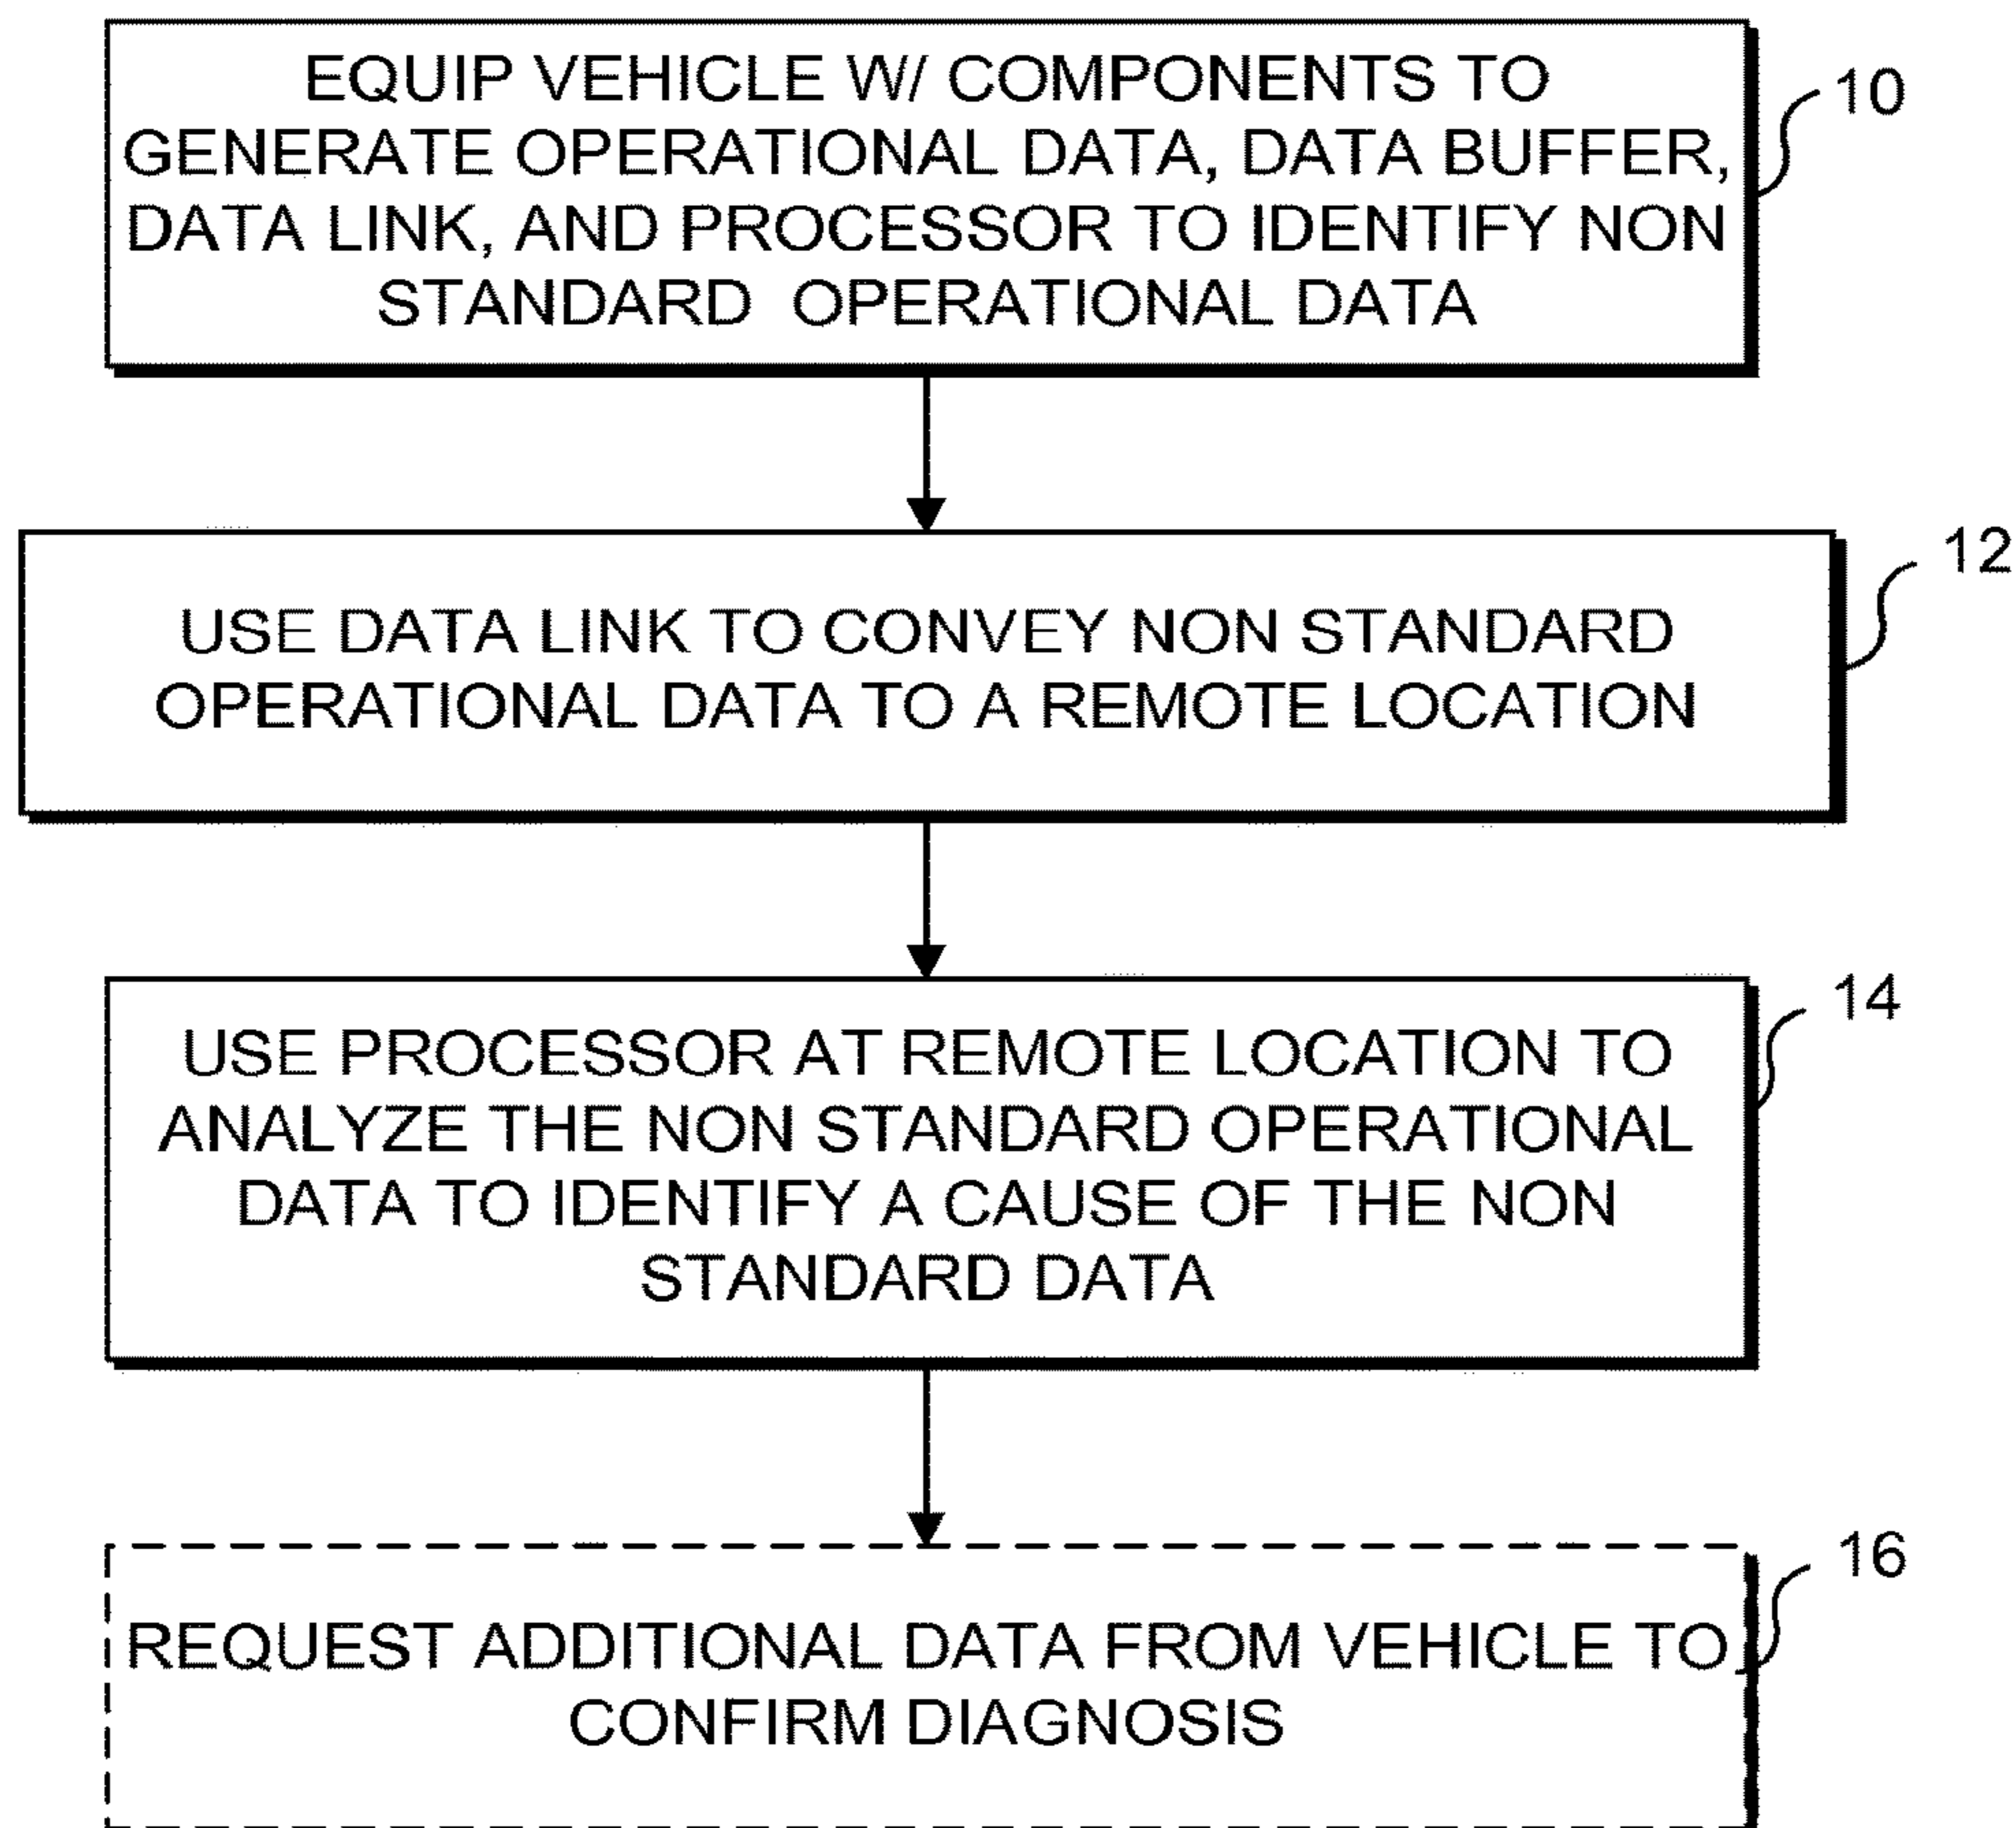 EQUIP VEHICLE W/ COMPONENTS TO
GENERATE OPERATIONAL DATA, DATA BUFFER,
DATA LINK, AND PROCESSOR TO IDENTIFY NON
STANDARD OPERATIONAL DATA
10
USE DATA LINK TO CONVEY NON STANDARD
OPERATIONAL DATA TO A REMOTE LOCATION
12
USE PROCESSOR AT REMOTE LOCATION TO
ANALYZE THE NON STANDARD OPERATIONAL
DATA TO IDENTIFY A CAUSE OF THE NON
STANDARD DATA
14
REQUEST ADDITIONAL DATA FROM VEHICLE TO
CONFIRM DIAGNOSIS
16